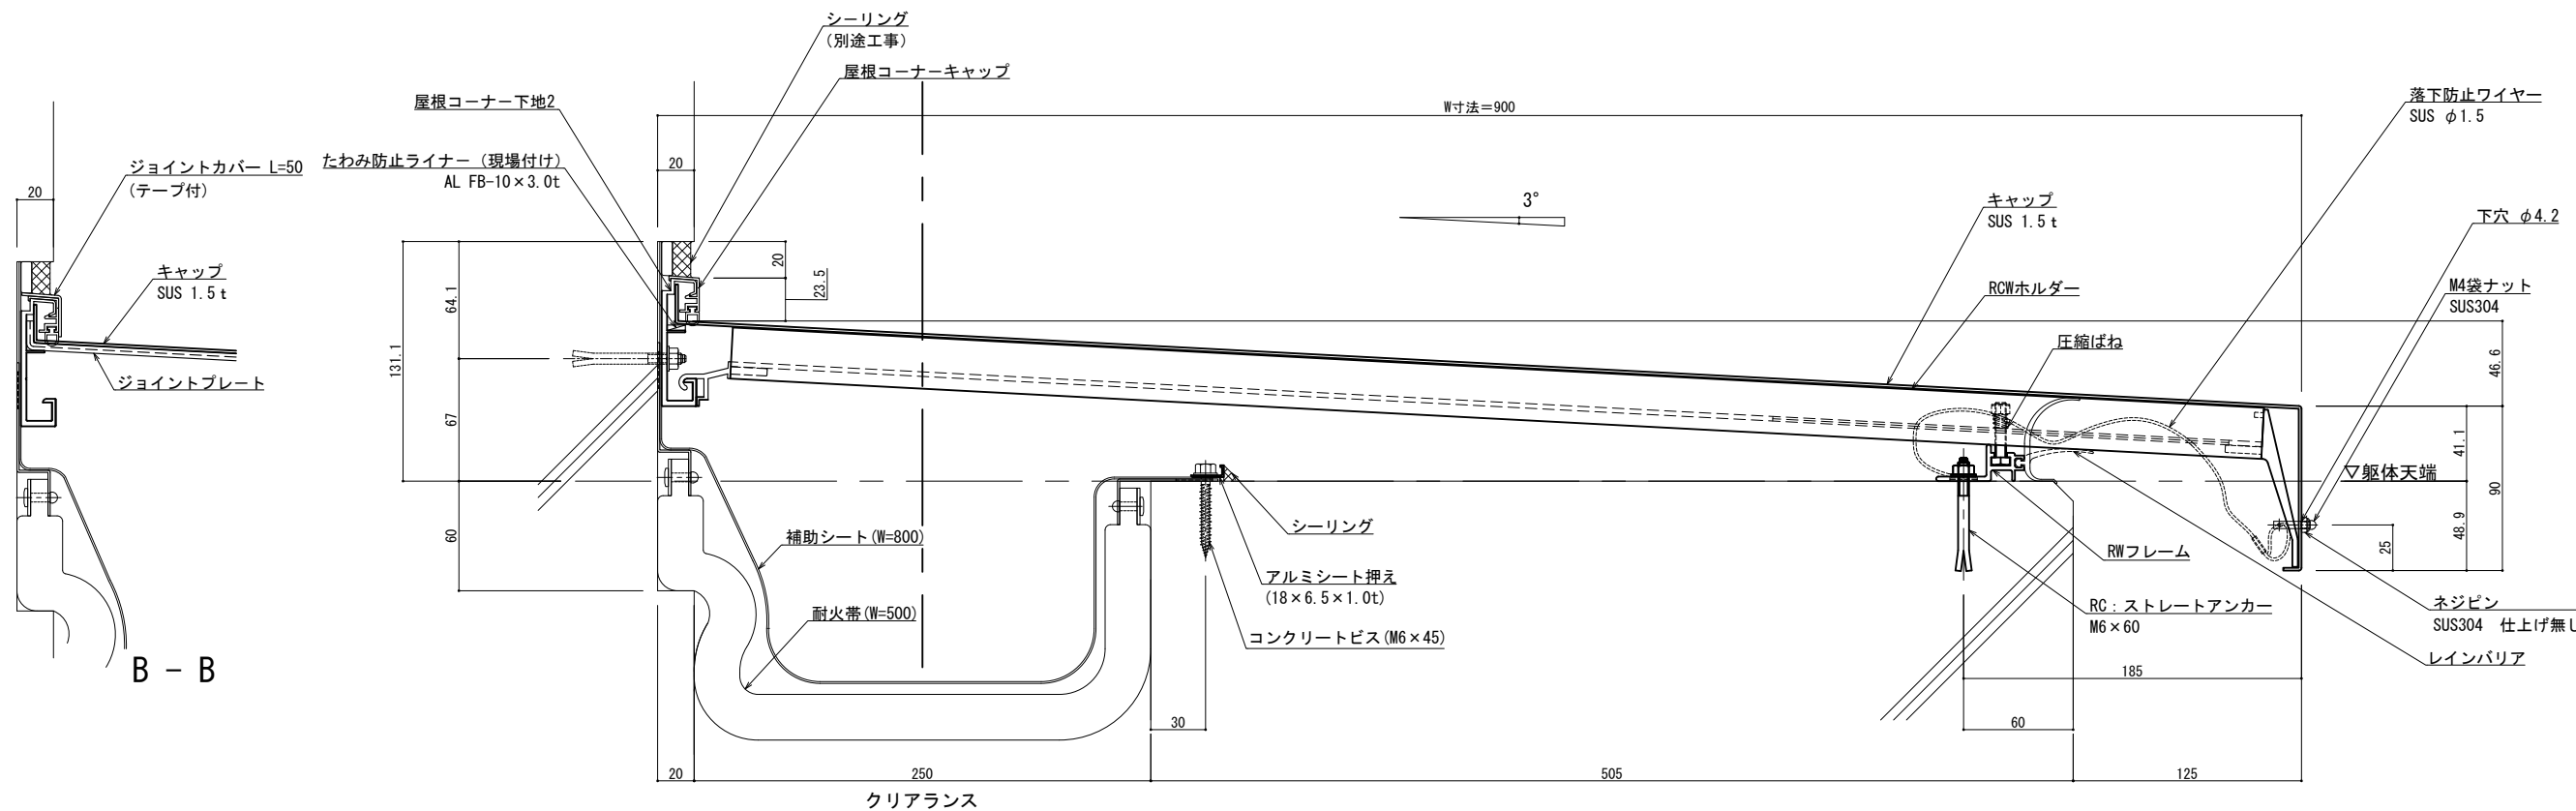 シーリング
(別途工事)
屋根コーナーキャップ
屋根コーナー下地2
たわみ防止ライナー (現場付け)
AL FB-10×3.0t
ジョイントカバー L=50
(テープ付)
20
キャップ
SUS 1.5t
ジョイントプレート
B - B
W寸法=900
20
落下防止ワイヤー
SUS φ1.5
3°
キャップ
SUS 1.5t
下穴 φ4.2
RCWホルダー
M4袋ナット
SUS304
圧縮ばね
20
23.5
64.1
131.1
67
60
46.6
41.1
90
48.9
25
▽躯体天端
補助シート(W=800)
シーリング
RWフレーム
アルミシート押え
(18×6.5×1.0t)
耐火帯(W=500)
コンクリートビス(M6×45)
RC:ストレートアンカー
M6×60
ネジピン
SUS304 仕上げ無し
レインバリア
185
30
60
20
250
505
125
クリアランス